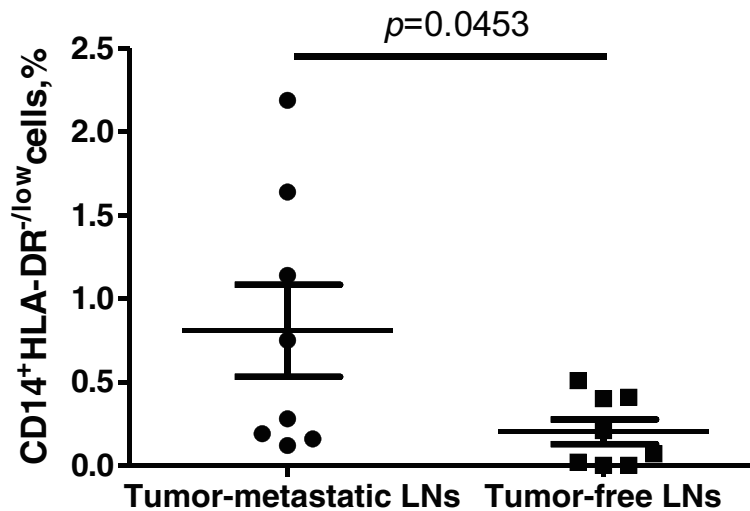 p=0.0453
CD14⁺HLA-DR⁻/ˡᵒʷcells,%
2.5
2.0
1.5
1.0
0.5
0.0
Tumor-metastatic LNs Tumor-free LNs